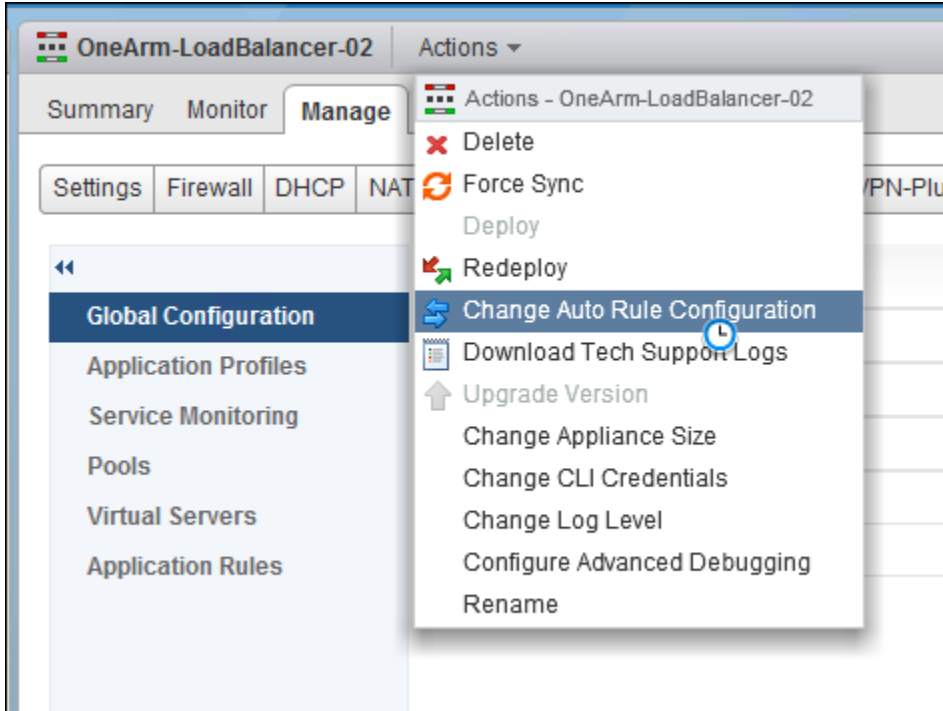 OneArm-LoadBalancer-02 Actions
Summary Monitor Manage
Settings Firewall DHCP NAT
Global Configuration
Application Profiles
Service Monitoring
Pools
Virtual Servers
Application Rules
Actions - OneArm-LoadBalancer-02
Delete
Force Sync
Deploy
Redeploy
Change Auto Rule Configuration
Download Tech Support Logs
Upgrade Version
Change Appliance Size
Change CLI Credentials
Change Log Level
Configure Advanced Debugging
Rename